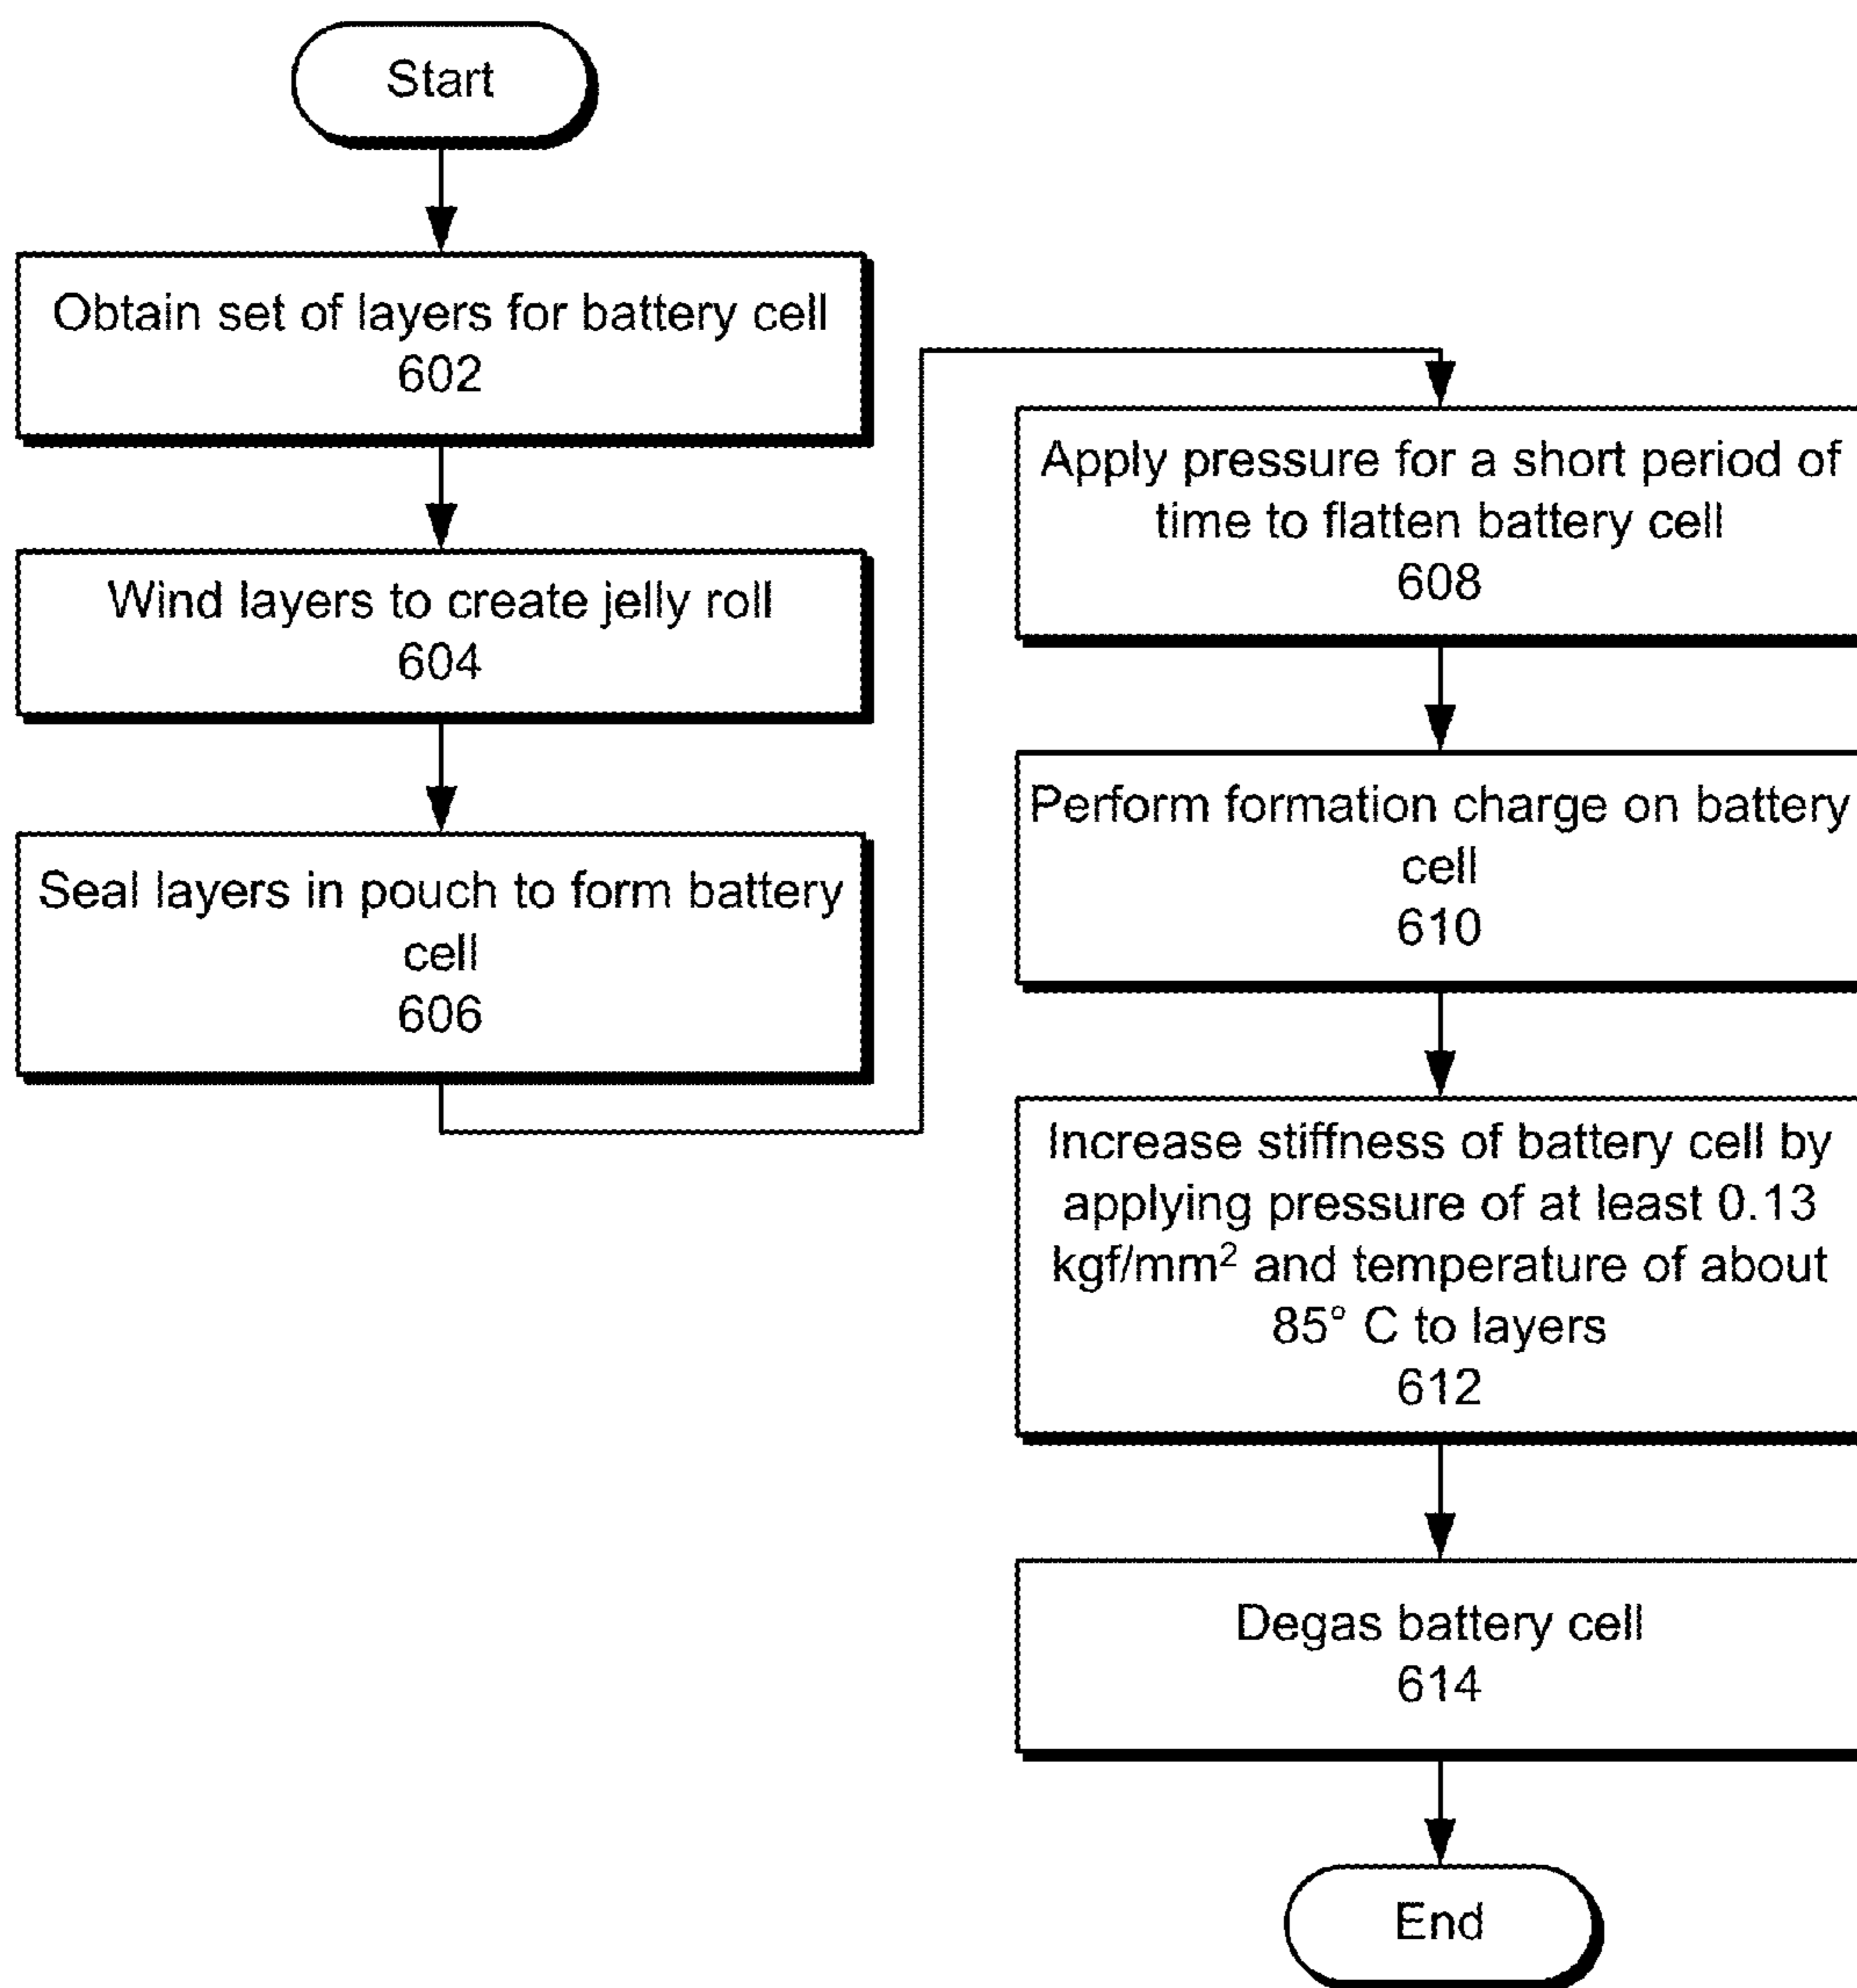 Start
Obtain set of layers for battery cell
602
Wind layers to create jelly roll
604
Seal layers in pouch to form battery
cell
606
Apply pressure for a short period of
time to flatten battery cell
608
Perform formation charge on battery
cell
610
Increase stiffness of battery cell by
applying pressure of at least 0.13
kgf/mm² and temperature of about
85° C to layers
612
Degas battery cell
614
End